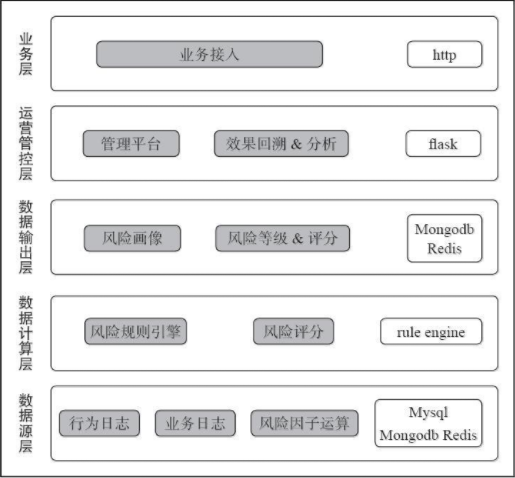 业务层
业务接入
http
运营管控层
管理平台
效果回溯 & 分析
flask
数据输出层
风险画像
风险等级 & 评分
Mongodb
Redis
数据计算层
风险规则引擎
风险评分
rule engine
数据源层
行为日志
业务日志
风险因子运算
Mysql
Mongodb Redis